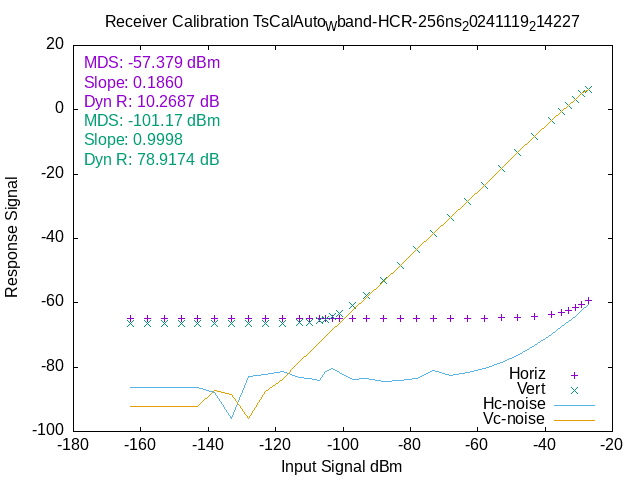 Receiver Calibration TsCalAutoWband-HCR-256ns20241119214227
MDS: -57.379 dBm
Slope: 0.1860
Dyn R: 10.2687 dB
MDS: -101.17 dBm
Slope: 0.9998
Dyn R: 78.9174 dB
20
0
-20
-40
-60
-80
-100
Response Signal
Horiz
Vert
Hc-noise
Vc-noise
-180 -160 -140 -120 -100 -80 -60 -40 -20
Input Signal dBm